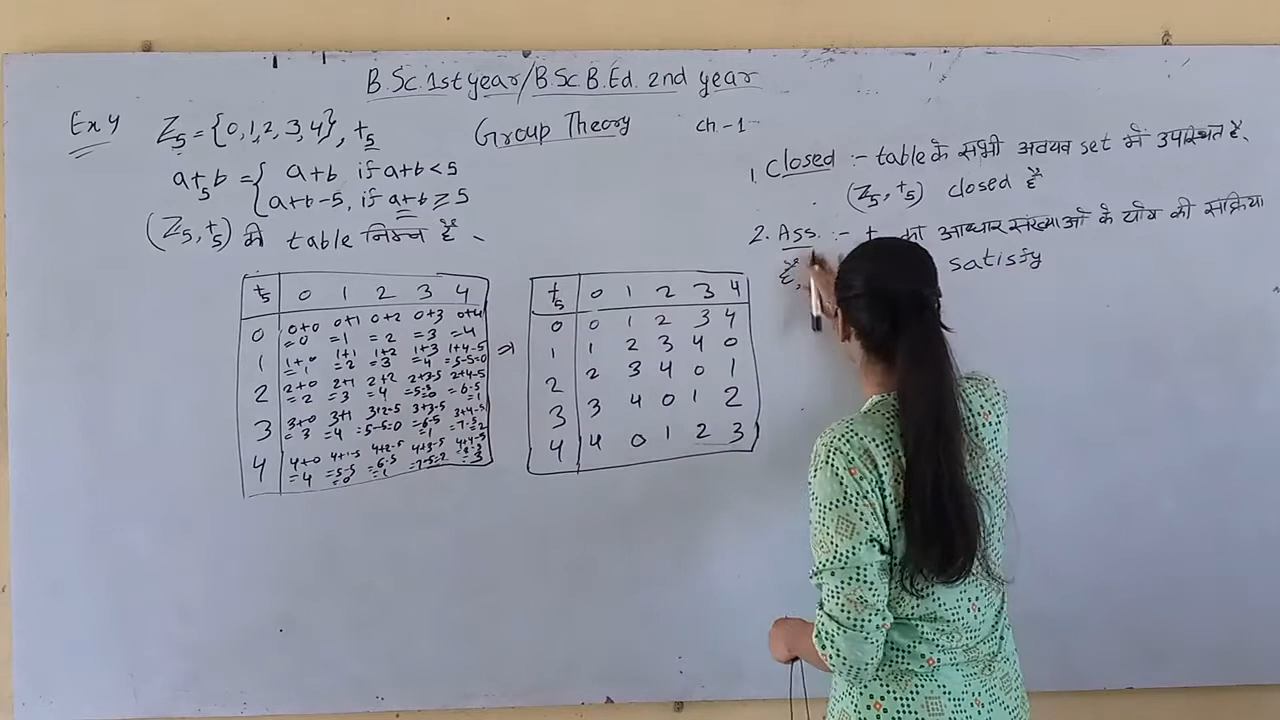 B.Sc. 1st year/B.Sc.B.Ed. 2nd year
Ex 4 Z₅ = {0,1,2,3,4}, +₅
Group Theory ch.-1
a+₅b = { a+b if a+b<5
a+b-5, if a+b ≥ 5
(Z₅, +₅) की table निम्न है
+₅ 0 1 2 3 4
0 0+0 0+1 0+2 0+3 0+4
=0 =1 =2 =3 =4
1 1+0 1+1 1+2 1+3 1+4-5
=1 =2 =3 =4 =5-5=0
2 2+0 2+1 2+2 2+3-5 2+4-5
=2 =3 =4 =5-5 =6-5
=0 =1
3 3+0 3+1 3+2-5 3+3-5 3+4-5
=3 =4 =5-5=0 =6-5 =7-5
=1 =2
4 4+0 4+1-5 4+2-5 4+3-5 4+4-5
=4 =5-5 =6-5 =7-5=2 =8-5
=0 =1 =3
⇒
+₅ 0 1 2 3 4
0 0 1 2 3 4
1 1 2 3 4 0
2 2 3 4 0 1
3 3 4 0 1 2
4 4 0 1 2 3
1. Closed :- table के सभी अवयव set में उपस्थित है.
(Z₅, +₅) closed है
2. Ass. :- + का आधार संख्याओं के योग की संक्रिया
है, satisfy